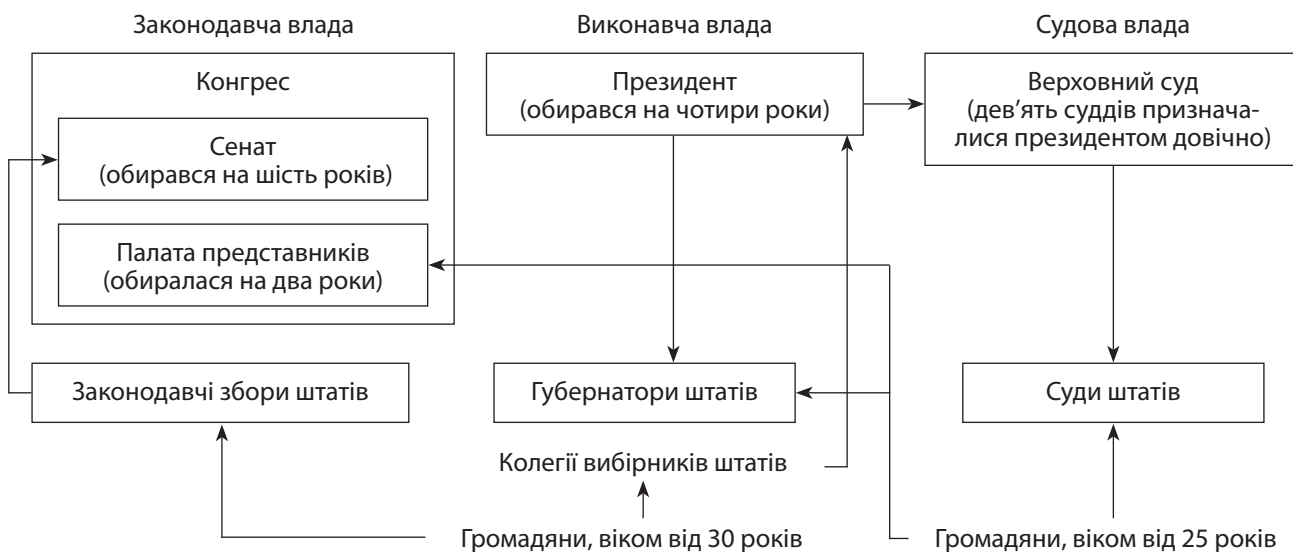 Законодавча влада
Виконавча влада
Судова влада
Конгрес
Сенат
(обирався на шість років)
Палата представників
(обиралася на два роки)
Президент
(обирався на чотири роки)
Верховний суд
(дев’ять суддів признача-
лися президентом довічно)
Законодавчі збори штатів
Губернатори штатів
Суди штатів
Колегії вибірників штатів
Громадяни, віком від 30 років
Громадяни, віком від 25 років